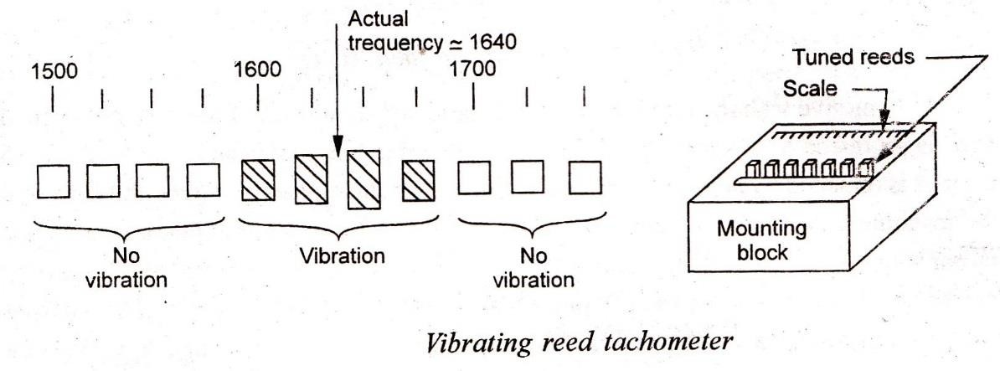 Actual
trequency ≃ 1640
1500
1600
1700
No
vibration
Vibration
No
vibration
Tuned reeds
Scale
Mounting
block
Vibrating reed tachometer